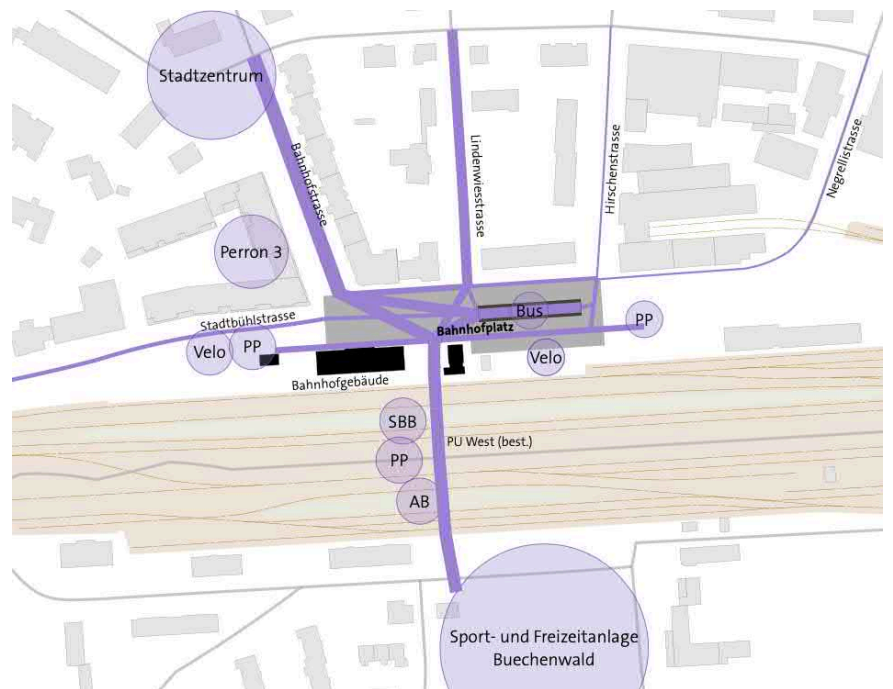 Stadtzentrum
Bahnhofstrasse
Lindenwiesstrasse
Hirschenstrasse
Negrellistrasse
Perron 3
Stadtbühlstrasse
Bus
PP
Bahnhofplatz
Velo
PP
Velo
Bahnhofgebäude
SBB
PU West (best.)
PP
AB
Sport- und Freizeitanlage
Buechenwald